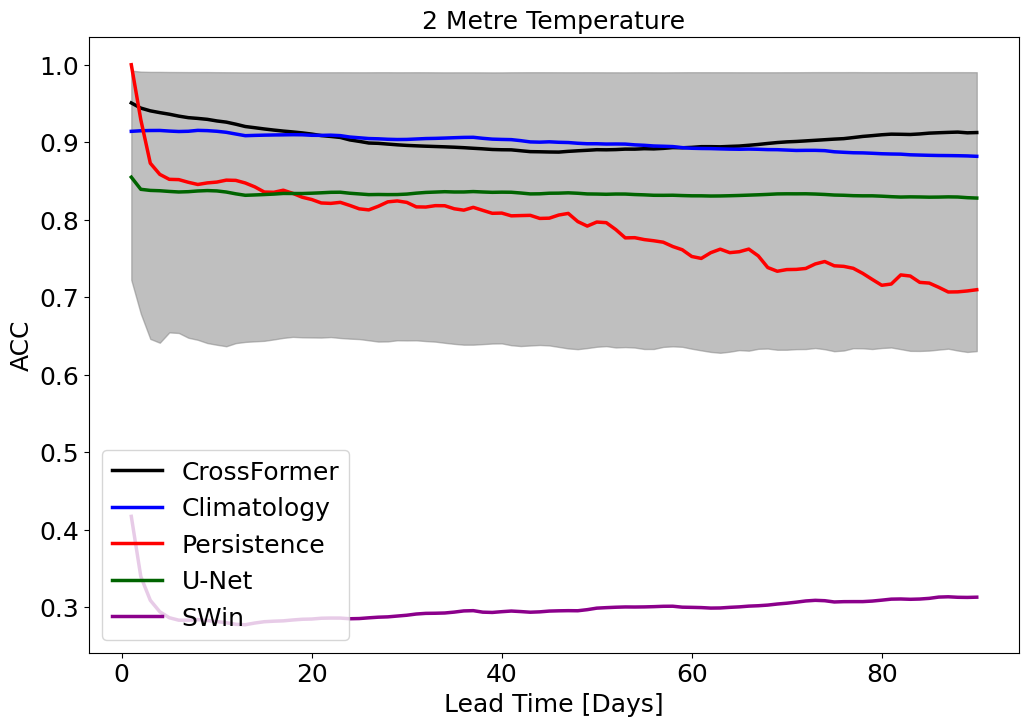 2 Metre Temperature
ACC
1.0
0.9
0.8
0.7
0.6
0.5
0.4
0.3
CrossFormer
Climatology
Persistence
U-Net
SWin
0 20 40 60 80
Lead Time [Days]